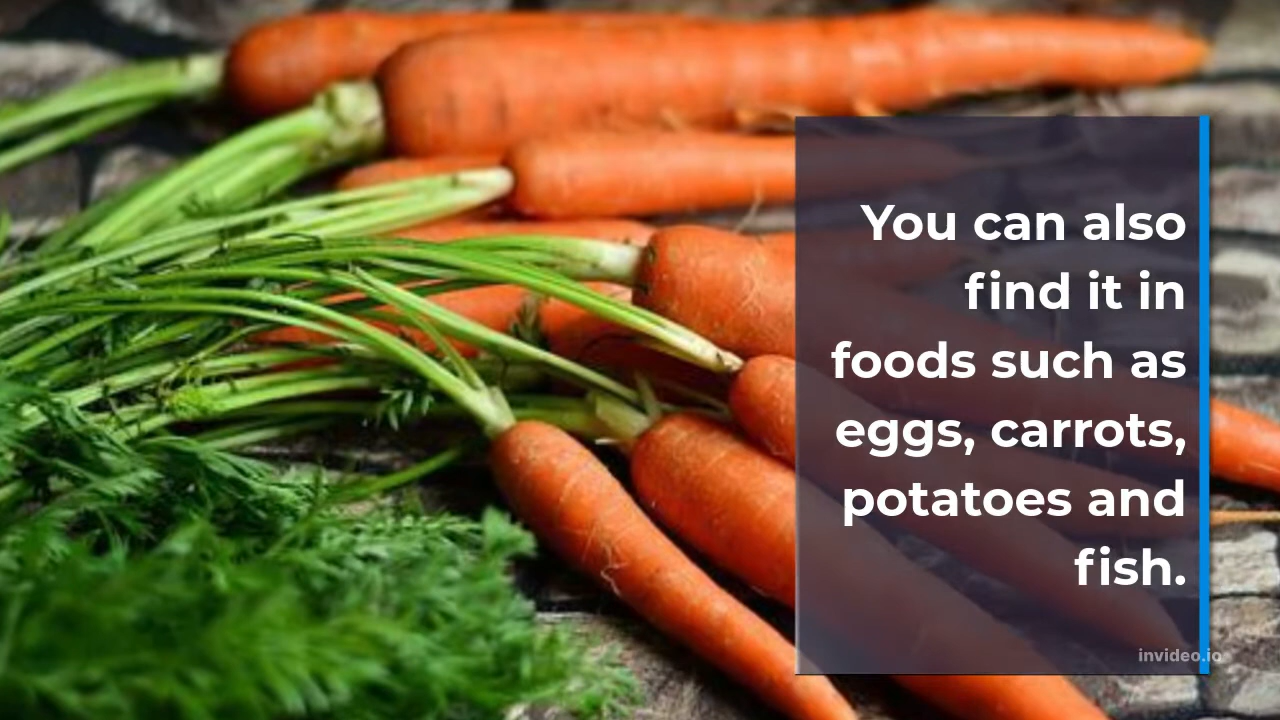 You can also
find it in
foods such as
eggs, carrots,
potatoes and
fish.
invideo.io